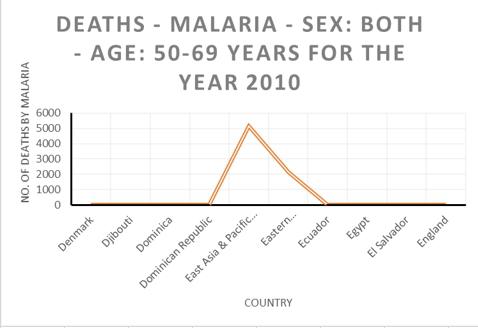 DEATHS - MALARIA - SEX: BOTH
- AGE: 50-69 YEARS FOR THE
YEAR 2010
NO. OF DEATHS BY MALARIA
6000
5000
4000
3000
2000
1000
0
Denmark
Djibouti
Dominica
Dominican Republic
East Asia & Pacific...
Eastern...
Ecuador
Egypt
El Salvador
England
COUNTRY